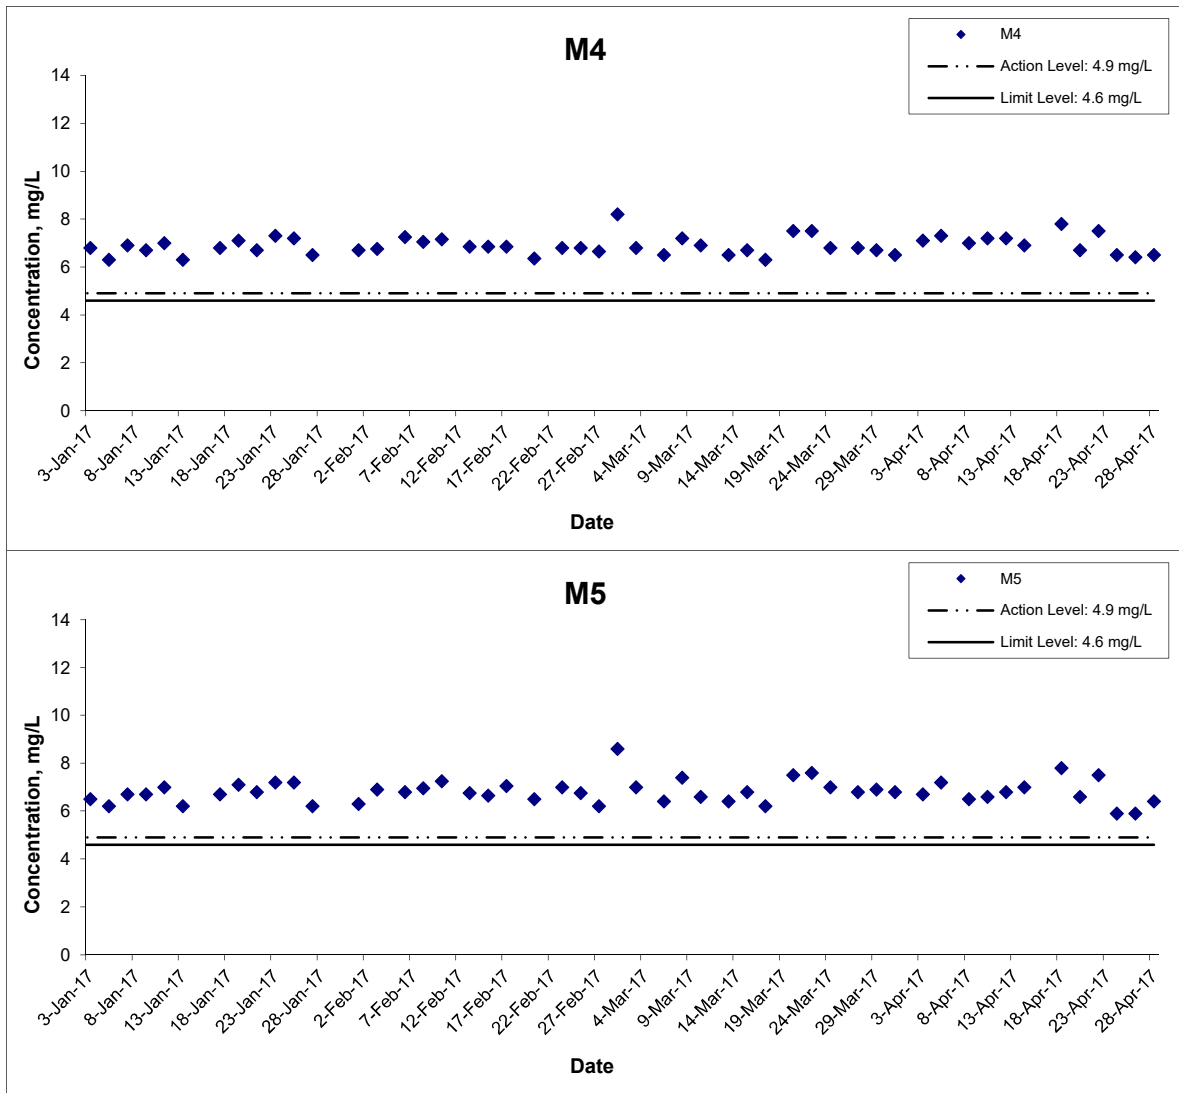 M4
M4
Action Level: 4.9 mg/L
Limit Level: 4.6 mg/L
Concentration, mg/L
14
12
10
8
6
4
2
0
3-Jan-17
8-Jan-17
13-Jan-17
18-Jan-17
23-Jan-17
28-Jan-17
2-Feb-17
7-Feb-17
12-Feb-17
17-Feb-17
22-Feb-17
27-Feb-17
4-Mar-17
9-Mar-17
14-Mar-17
19-Mar-17
24-Mar-17
29-Mar-17
3-Apr-17
8-Apr-17
13-Apr-17
18-Apr-17
23-Apr-17
28-Apr-17
Date
M5
M5
Action Level: 4.9 mg/L
Limit Level: 4.6 mg/L
Concentration, mg/L
14
12
10
8
6
4
2
0
3-Jan-17
8-Jan-17
13-Jan-17
18-Jan-17
23-Jan-17
28-Jan-17
2-Feb-17
7-Feb-17
12-Feb-17
17-Feb-17
22-Feb-17
27-Feb-17
4-Mar-17
9-Mar-17
14-Mar-17
19-Mar-17
24-Mar-17
29-Mar-17
3-Apr-17
8-Apr-17
13-Apr-17
18-Apr-17
23-Apr-17
28-Apr-17
Date